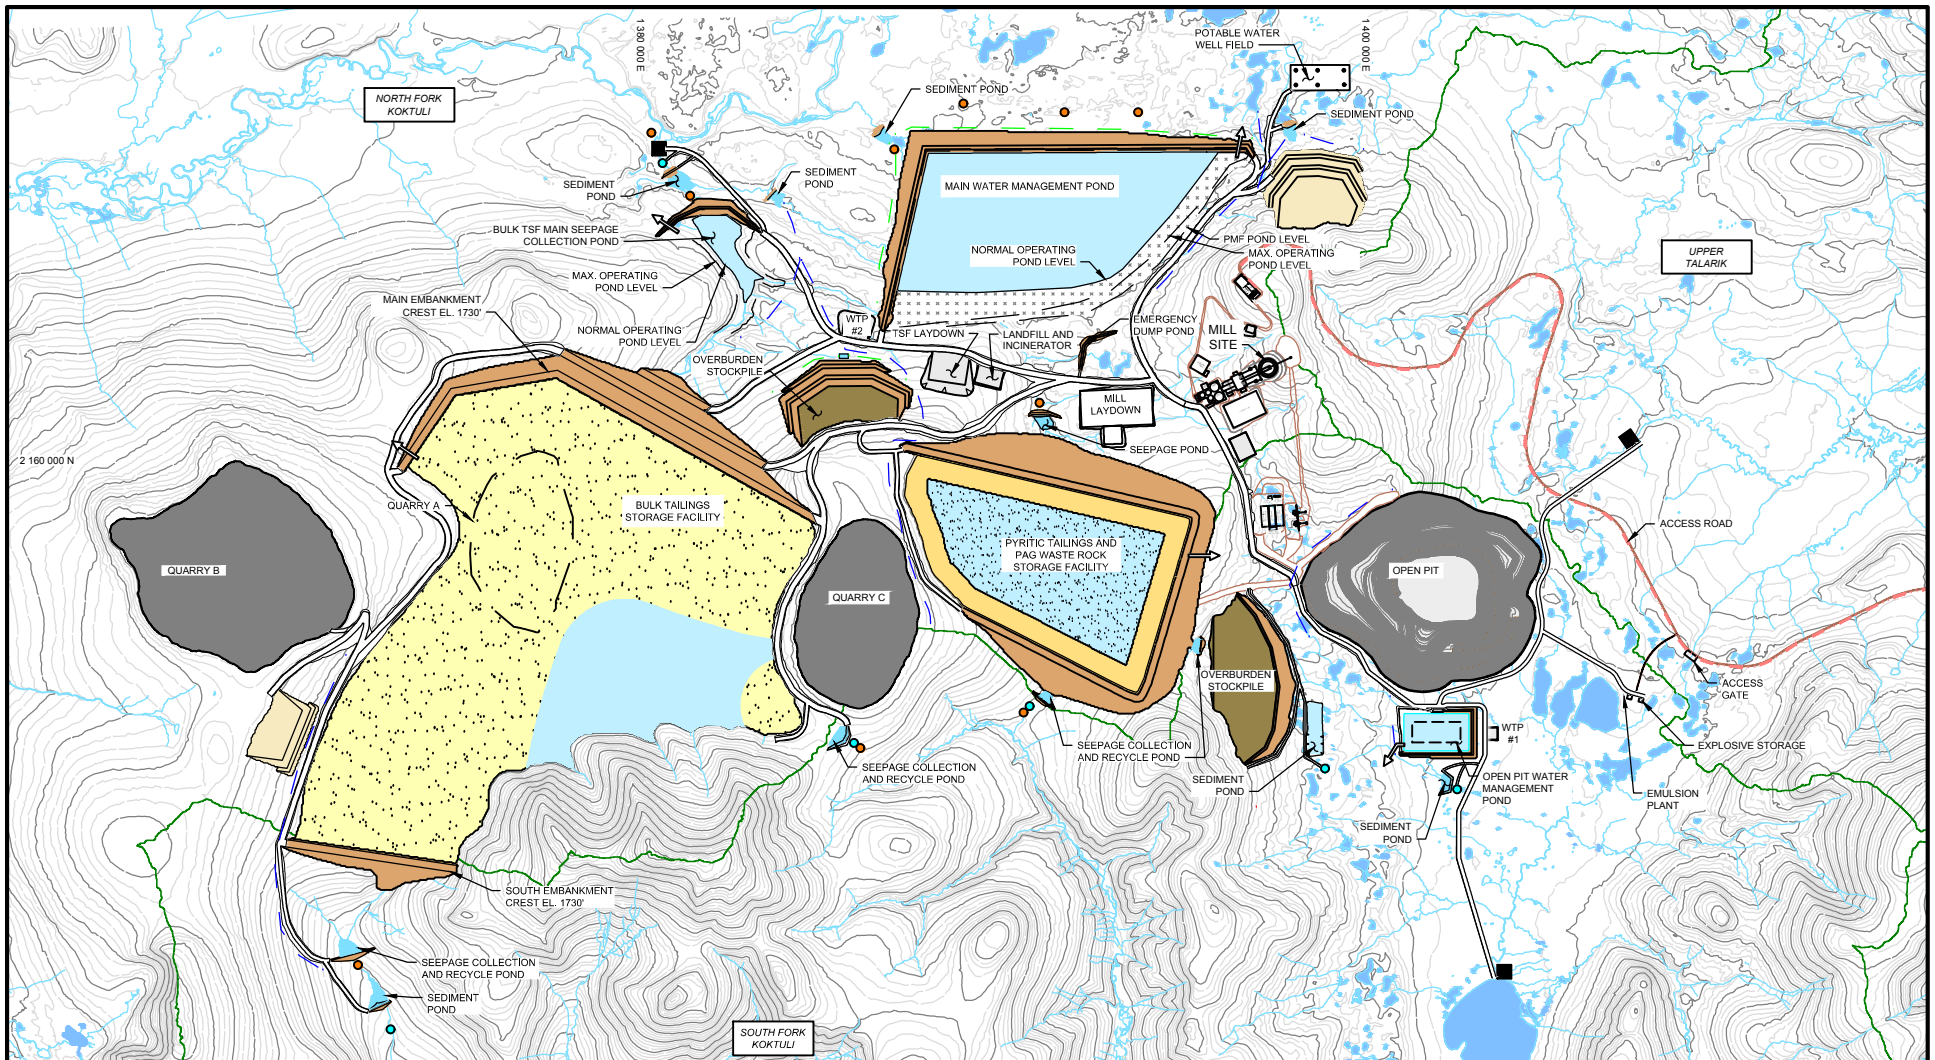 1 380 000 E
1 400 000 E
POTABLE WATER
WELL FIELD
NORTH FORK
KOKTULI
SEDIMENT POND
SEDIMENT POND
SEDIMENT
POND
SEDIMENT
POND
MAIN WATER MANAGEMENT POND
BULK TSF MAIN SEEPAGE
COLLECTION POND
NORMAL OPERATING
POND LEVEL
PMF POND LEVEL
MAX. OPERATING
POND LEVEL
UPPER
TALARIK
MAX. OPERATING
POND LEVEL
MAIN EMBANKMENT
CREST EL. 1730'
NORMAL OPERATING
POND LEVEL
WTP
#2
TSF LAYDOWN
LANDFILL AND
INCINERATOR
EMERGENCY
DUMP POND
MILL
SITE
OVERBURDEN
STOCKPILE
MILL
LAYDOWN
SEEPAGE POND
2 160 000 N
QUARRY A
BULK TAILINGS
STORAGE FACILITY
ACCESS ROAD
PYRITIC TAILINGS AND
PAG WASTE ROCK
STORAGE FACILITY
QUARRY B
OPEN PIT
QUARRY C
OVERBURDEN
STOCKPILE
ACCESS
GATE
SEEPAGE COLLECTION
AND RECYCLE POND
WTP
#1
EXPLOSIVE STORAGE
SEEPAGE COLLECTION
AND RECYCLE POND
SEDIMENT
POND
OPEN PIT WATER
MANAGEMENT
POND
EMULSION
PLANT
SEDIMENT
POND
SOUTH EMBANKMENT
CREST EL. 1730'
SEEPAGE COLLECTION
AND RECYCLE POND
SEDIMENT
POND
SOUTH FORK
KOKTULI